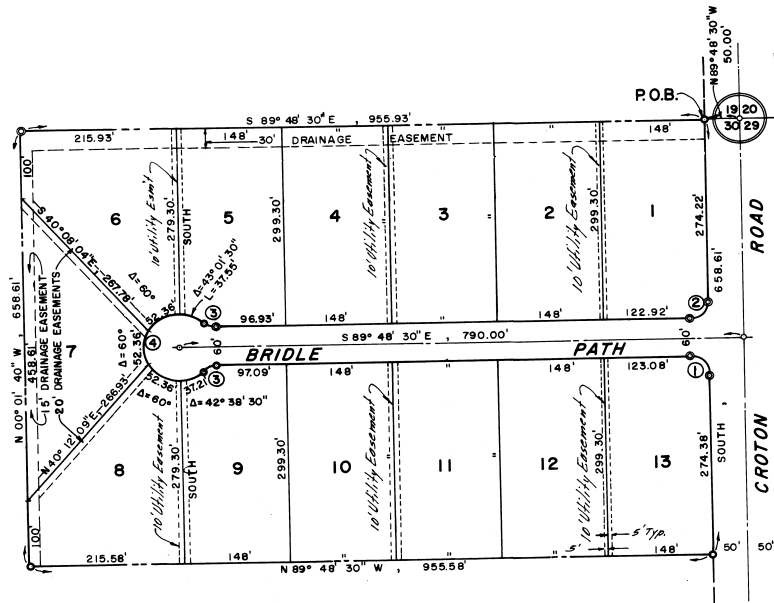 N89°48'30"W
50.00'
P.O.B.
19 20
30 29
S 89° 48' 30" E , 955.93'
215.93'
148'
"
"
"
148'
30' DRAINAGE EASEMENT
100'
10' Utility Esm't
10' Utility Easement
10' Utility Easement
6
5
4
3
2
1
279.30'
SOUTH
299.30'
299.30'
274.22'
658.61'
ROAD
S 40° 08' 04" E, 267.76'
Δ= 60°
52.36'
Δ=43° 01' 30"
L= 37.55'
3
96.93'
148'
"
"
122.92'
2
N 00° 01' 40" W , 658.61'
458.61'
15' DRAINAGE EASEMENT
20' DRAINAGE EASEMENTS
7
4
52.36'
Δ=60°
S 89° 48' 30" E , 790.00'
60'
60'
BRIDLE PATH
N 40° 12' 09" E, 266.93'
52.36'
Δ=60°
37.21'
3
Δ= 42° 38' 30"
97.09'
148'
"
"
123.08'
1
8
9
10
11
12
13
10' Utility Easement
10' Utility Easement
10' Utility Easement
279.30'
SOUTH
299.30'
299.30'
274.38'
SOUTH ,
CROTON
100'
5' Typ.
5'
215.58'
148'
"
"
"
148'
50'
50'
N 89° 48' 30" W , 955.58'